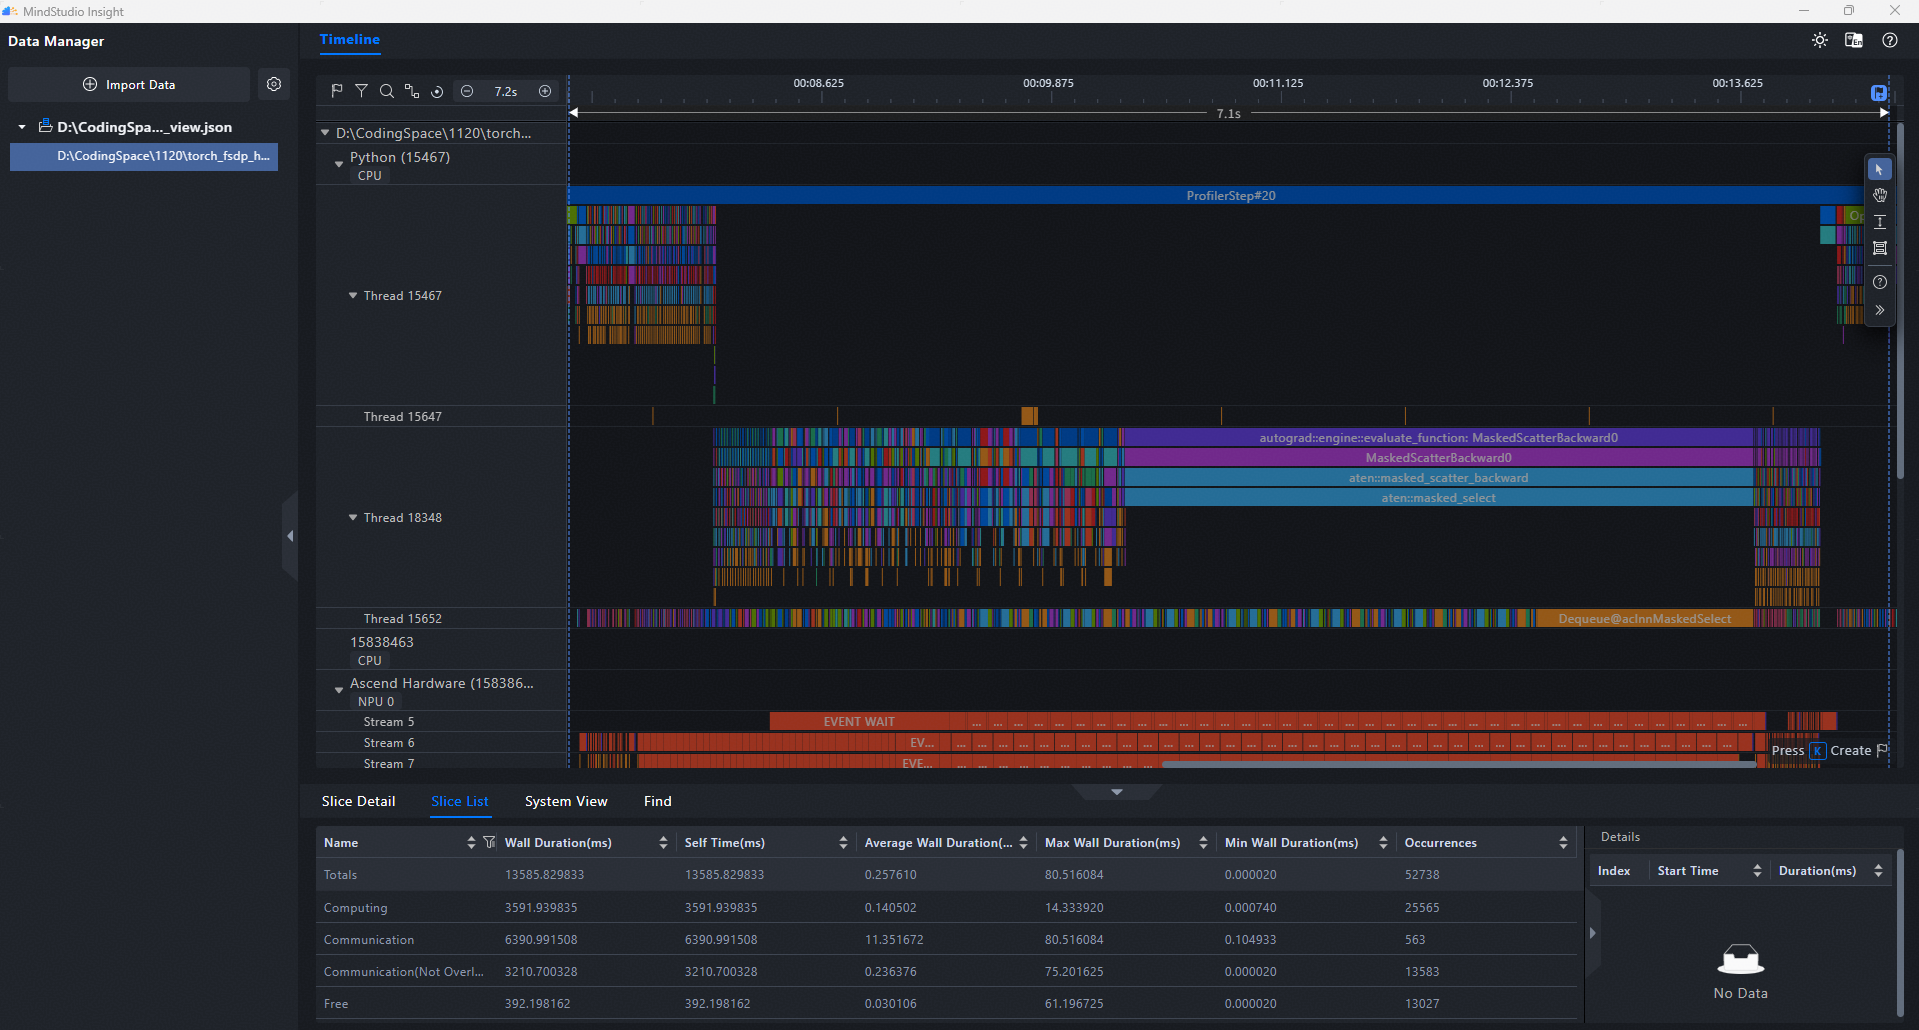 MindStudio Insight
Data Manager
Timeline
Import Data
D:\CodingSpa..._view.json
D:\CodingSpace\1120\torch_fsdp_h...
7.2s
00:08.625 00:09.875 00:11.125 00:12.375 00:13.625
7.1s
D:\CodingSpace\1120\torch...
Python (15467)
CPU
ProfilerStep#20
Op
Thread 15467
Thread 15647
autograd::engine::evaluate_function: MaskedScatterBackward0
MaskedScatterBackward0
aten::masked_scatter_backward
aten::masked_select
Thread 18348
Thread 15652
Dequeue@aclnnMaskedSelect
15838463
CPU
Ascend Hardware (158386...
NPU 0
Stream 5
EVENT WAIT
Stream 6
EV...
Press K Create
Stream 7
EVE...
Slice Detail Slice List System View Find
Name Wall Duration(ms) Self Time(ms) Average Wall Duration(... Max Wall Duration(ms) Min Wall Duration(ms) Occurrences
Totals 13585.829833 13585.829833 0.257610 80.516084 0.000020 52738
Computing 3591.939835 3591.939835 0.140502 14.333920 0.000740 25565
Communication 6390.991508 6390.991508 11.351672 80.516084 0.104933 563
Communication(Not Overl... 3210.700328 3210.700328 0.236376 75.201625 0.000020 13583
Free 392.198162 392.198162 0.030106 61.196725 0.000020 13027
Details
Index Start Time Duration(ms)
No Data